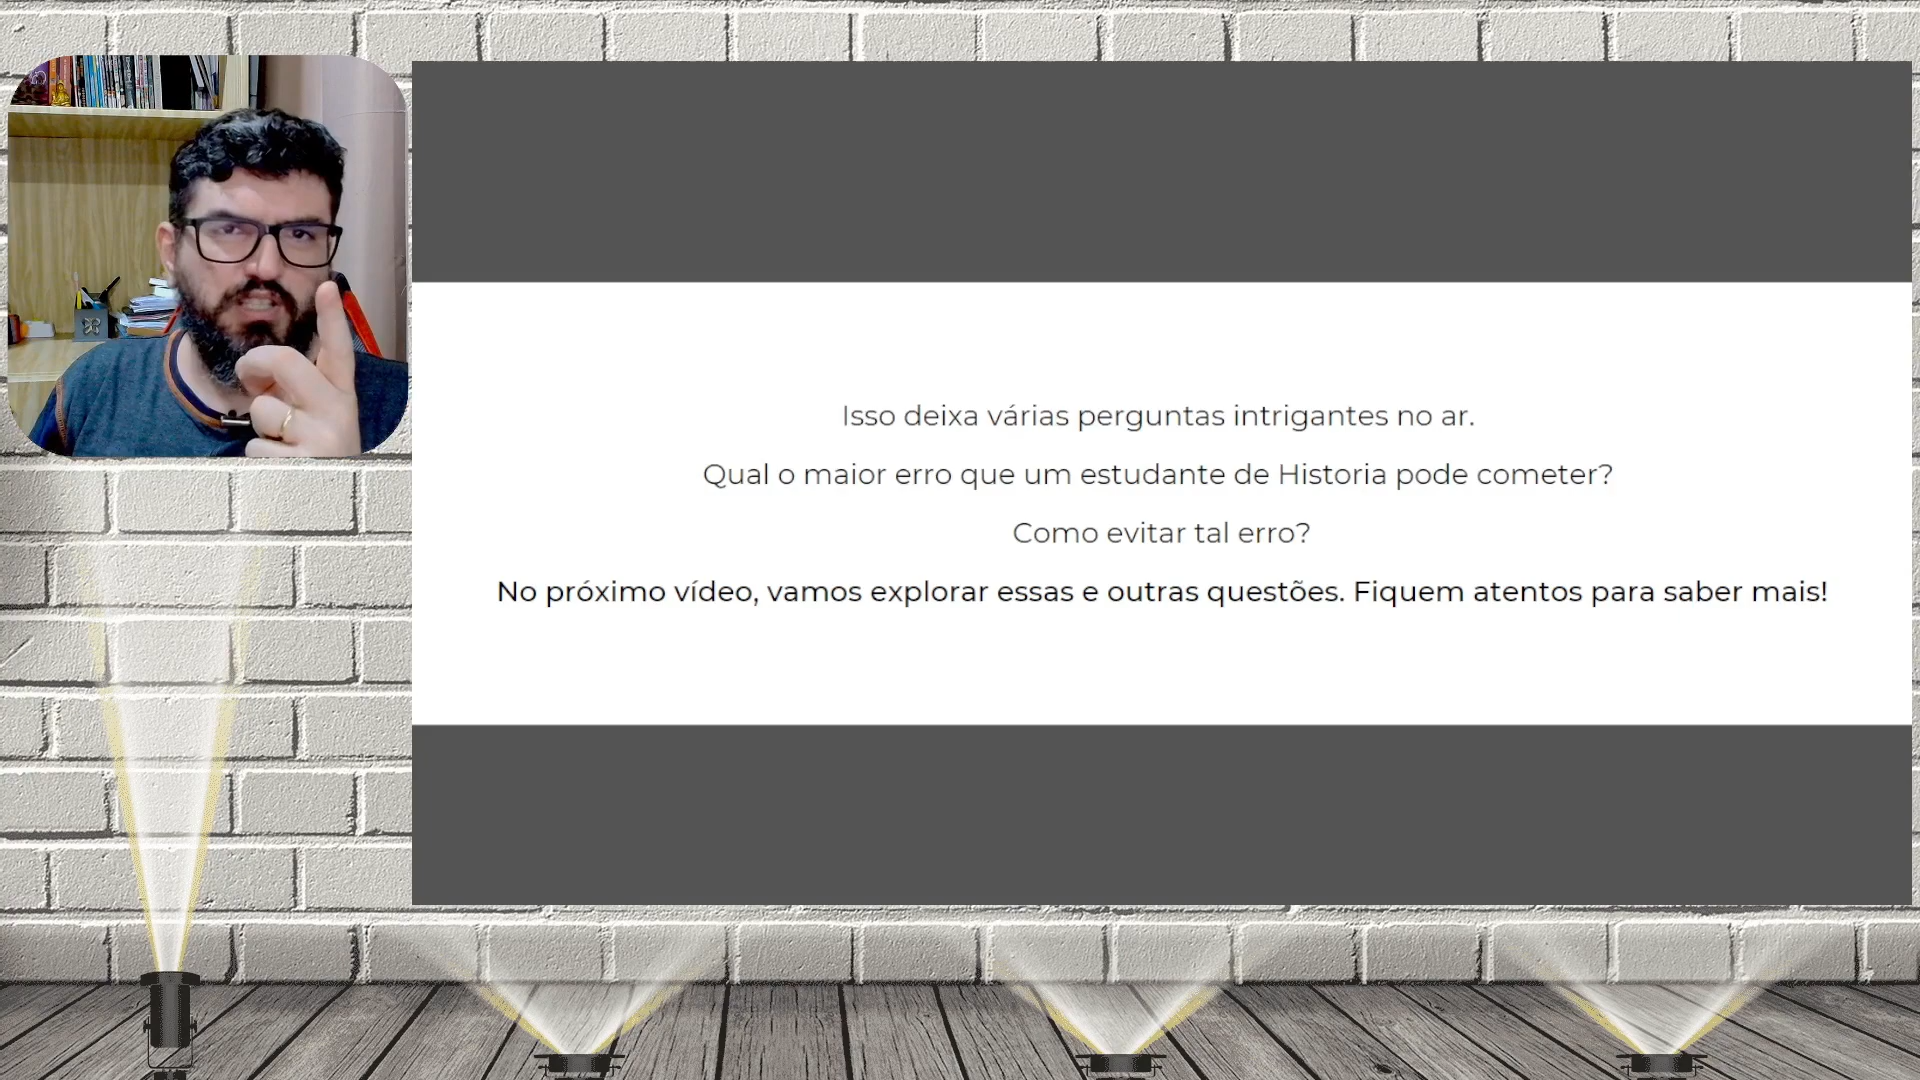 Isso deixa várias perguntas intrigantes no ar.
Qual o maior erro que um estudante de Historia pode cometer?
Como evitar tal erro?
No próximo vídeo, vamos explorar essas e outras questões. Fiquem atentos para saber mais!